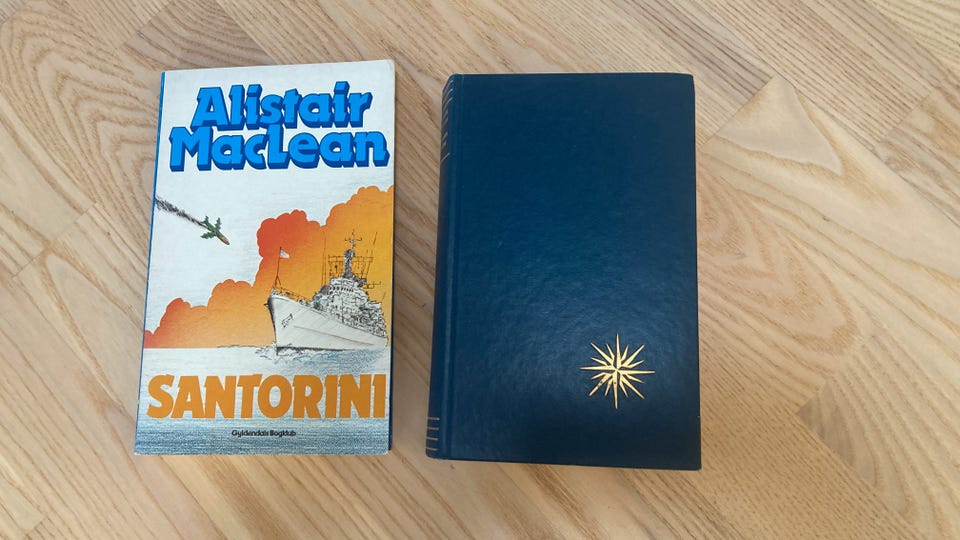 Alistair
MacLean
SANTORINI
Gyldendals Bogklub